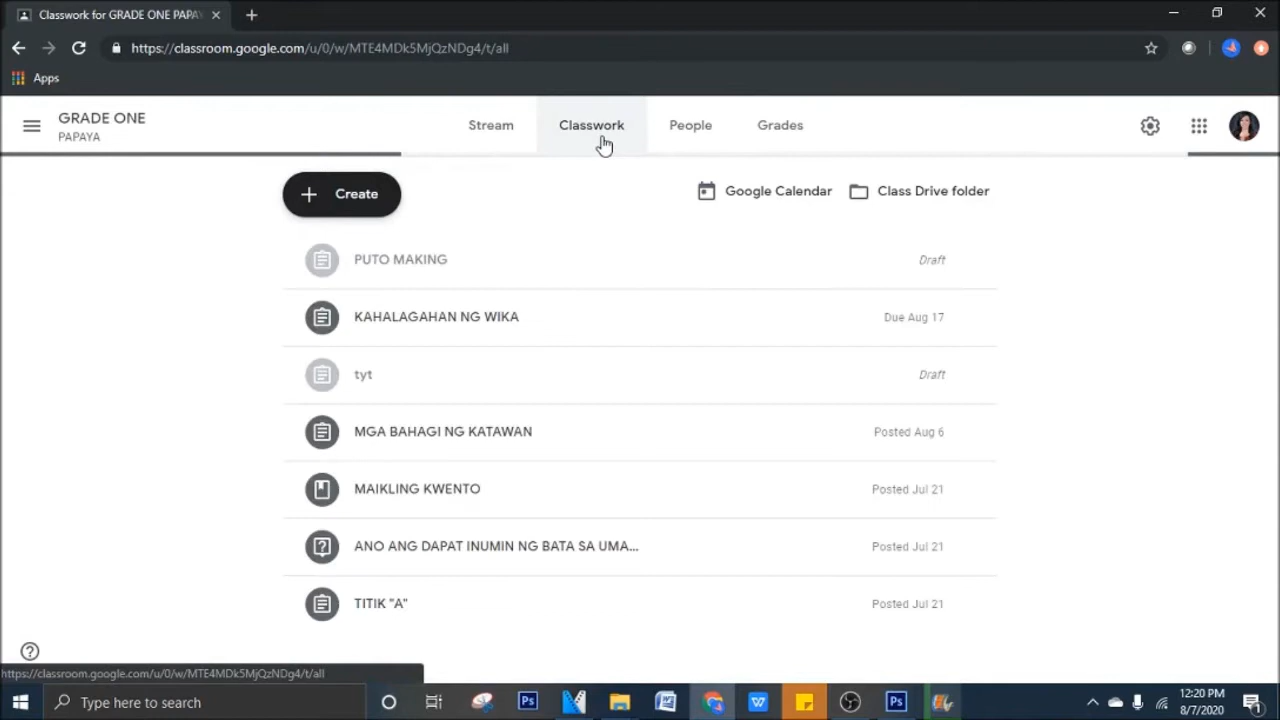 Classwork for GRADE ONE PAPAY
https://classroom.google.com/u/0/w/MTE4MDk5MjQzNDg4/t/all
Apps
GRADE ONE
PAPAYA
Stream
Classwork
People
Grades
Create
Google Calendar
Class Drive folder
PUTO MAKING
Draft
KAHALAGAHAN NG WIKA
Due Aug 17
tyt
Draft
MGA BAHAGI NG KATAWAN
Posted Aug 6
MAIKLING KWENTO
Posted Jul 21
ANO ANG DAPAT INUMIN NG BATA SA UMA...
Posted Jul 21
TITIK "A"
Posted Jul 21
https://classroom.google.com/u/0/w/MTE4MDk5MjQzNDg4/t/all
Type here to search
Ps
W
W
Ps
12:20 PM
8/7/2020
1